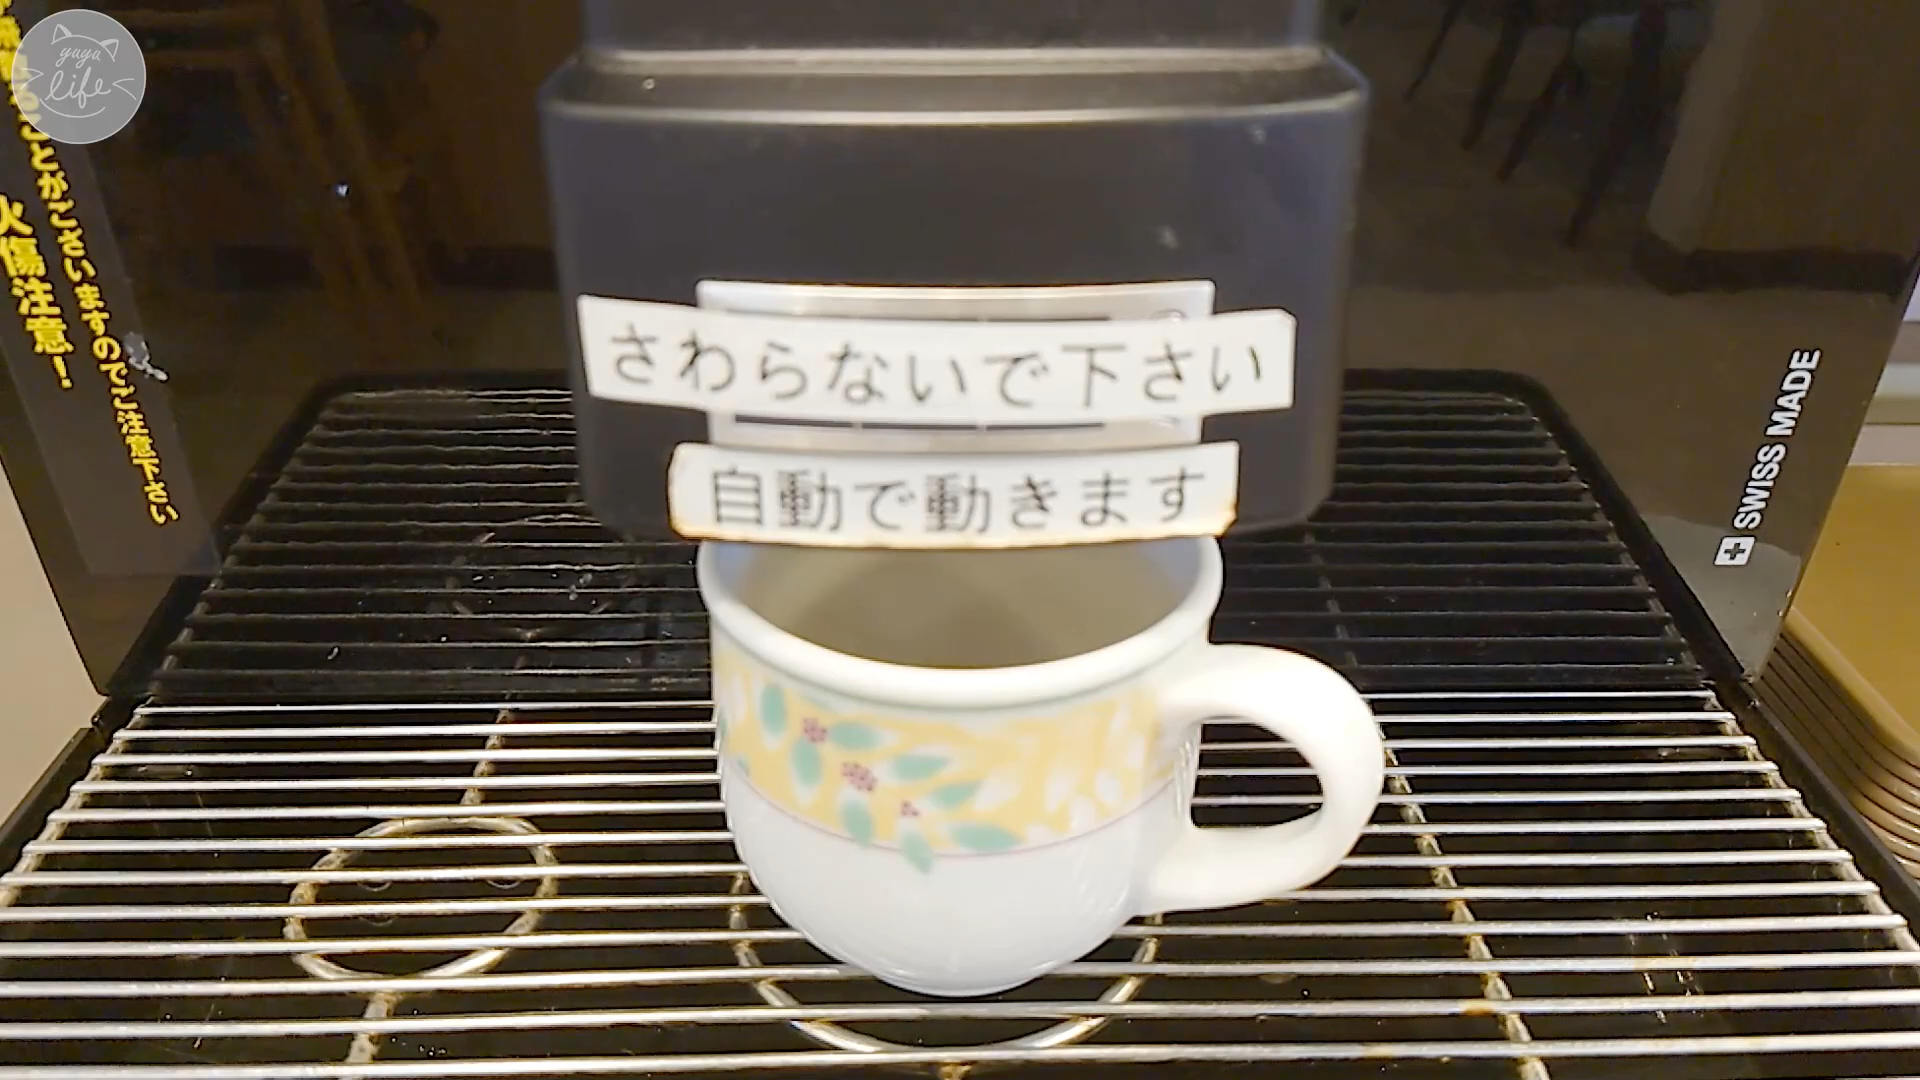 yuyu
life
ことがございますのでご注意下さい
火傷注意!
さわらないで下さい
自動で動きます
SWISS MADE